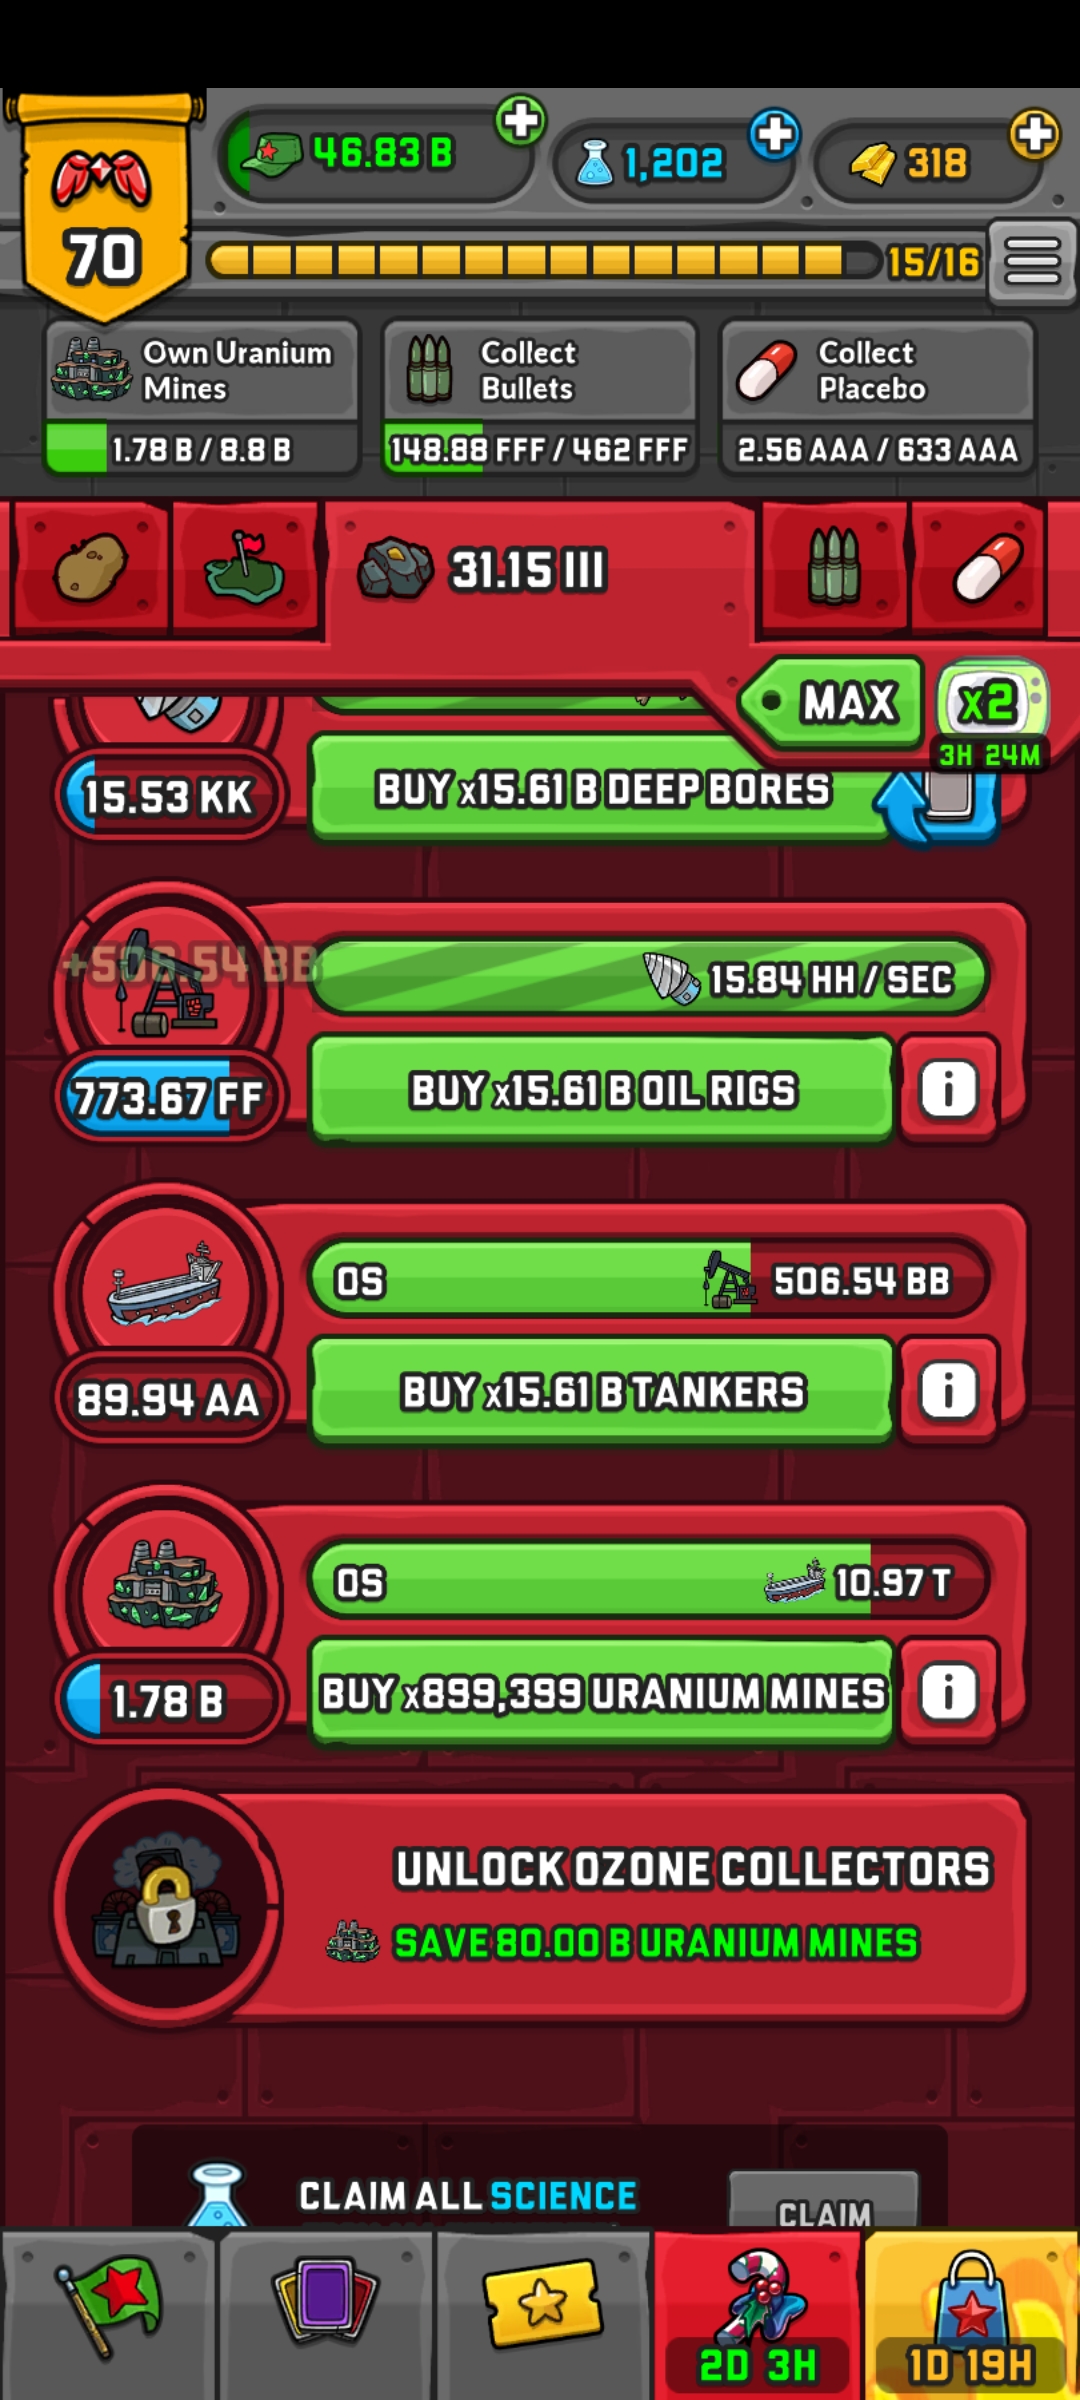 46.83 B
1,202
318
70
15/16
Own Uranium
Mines
1.78 B / 8.8 B
Collect
Bullets
148.88 FFF / 462 FFF
Collect
Placebo
2.56 AAA / 633 AAA
31.15 III
MAX
x2
3H 24M
15.53 KK
BUY x15.61 B DEEP BORES
+506.54 BB
15.84 HH / SEC
773.67 FF
BUY x15.61 B OIL RIGS
i
0S
506.54 BB
89.94 AA
BUY x15.61 B TANKERS
i
0S
10.97 T
1.78 B
BUY x899,399 URANIUM MINES
i
UNLOCK OZONE COLLECTORS
SAVE 80.00 B URANIUM MINES
CLAIM ALL SCIENCE
CLAIM
2D 3H
1D 19H